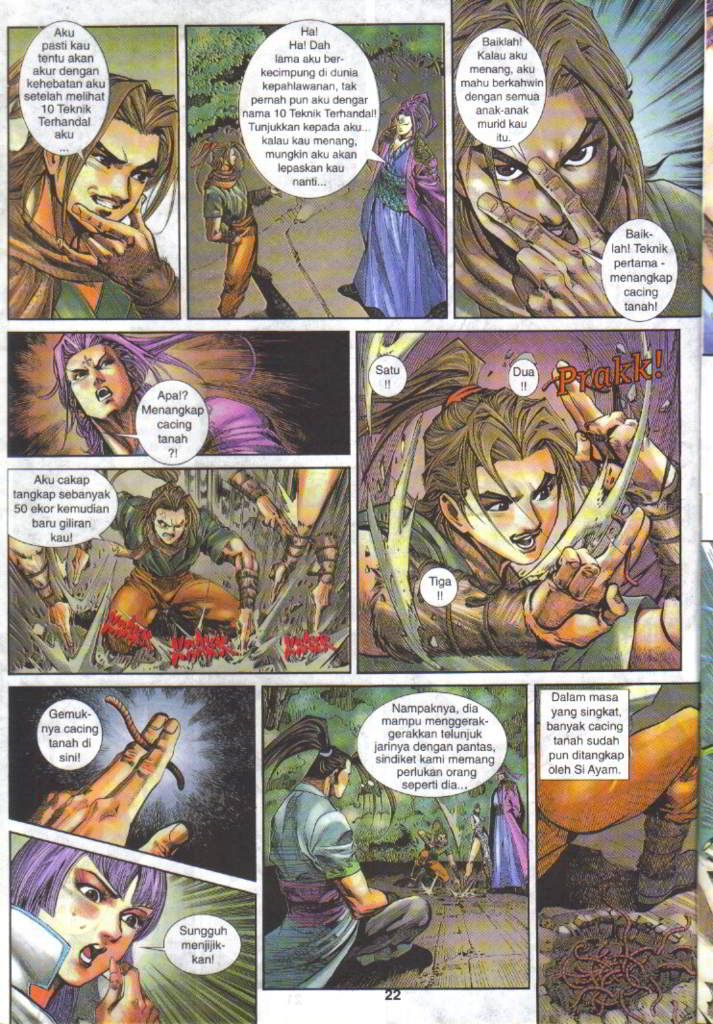 Aku
pasti kau
tentu akan
akur dengan
kehebatan aku
setelah melihat
10 Teknik
Terhandal
aku
...
Ha!
Ha! Dah
lama aku ber-
kecimpung di dunia
kepahlawanan, tak
pernah pun aku dengar
nama 10 Teknik Terhandal!
Tunjukkan kepada aku...
kalau kau menang,
mungkin aku akan
lepaskan kau
nanti...
Baiklah!
Kalau aku
menang, aku
mahu berkahwin
dengan semua
anak-anak
murid kau
itu.
Baik-
lah! Teknik
pertama -
menangkap
cacing
tanah!
Apa!?
Menangkap
cacing
tanah
?!
Satu
!!
Dua
!!
Prakk!
Tiga
!!
Aku cakap
tangkap sebanyak
50 ekor kemudian
baru giliran
kau!
Gemuk-
nya cacing
tanah di
sini!
Sungguh
menjijik-
kan!
Nampaknya, dia
mampu menggerak-
gerakkan telunjuk
jarinya dengan pantas,
sindiket kami memang
perlukan orang
seperti dia...
Dalam masa
yang singkat,
banyak cacing
tanah sudah
pun ditangkap
oleh Si Ayam.
22